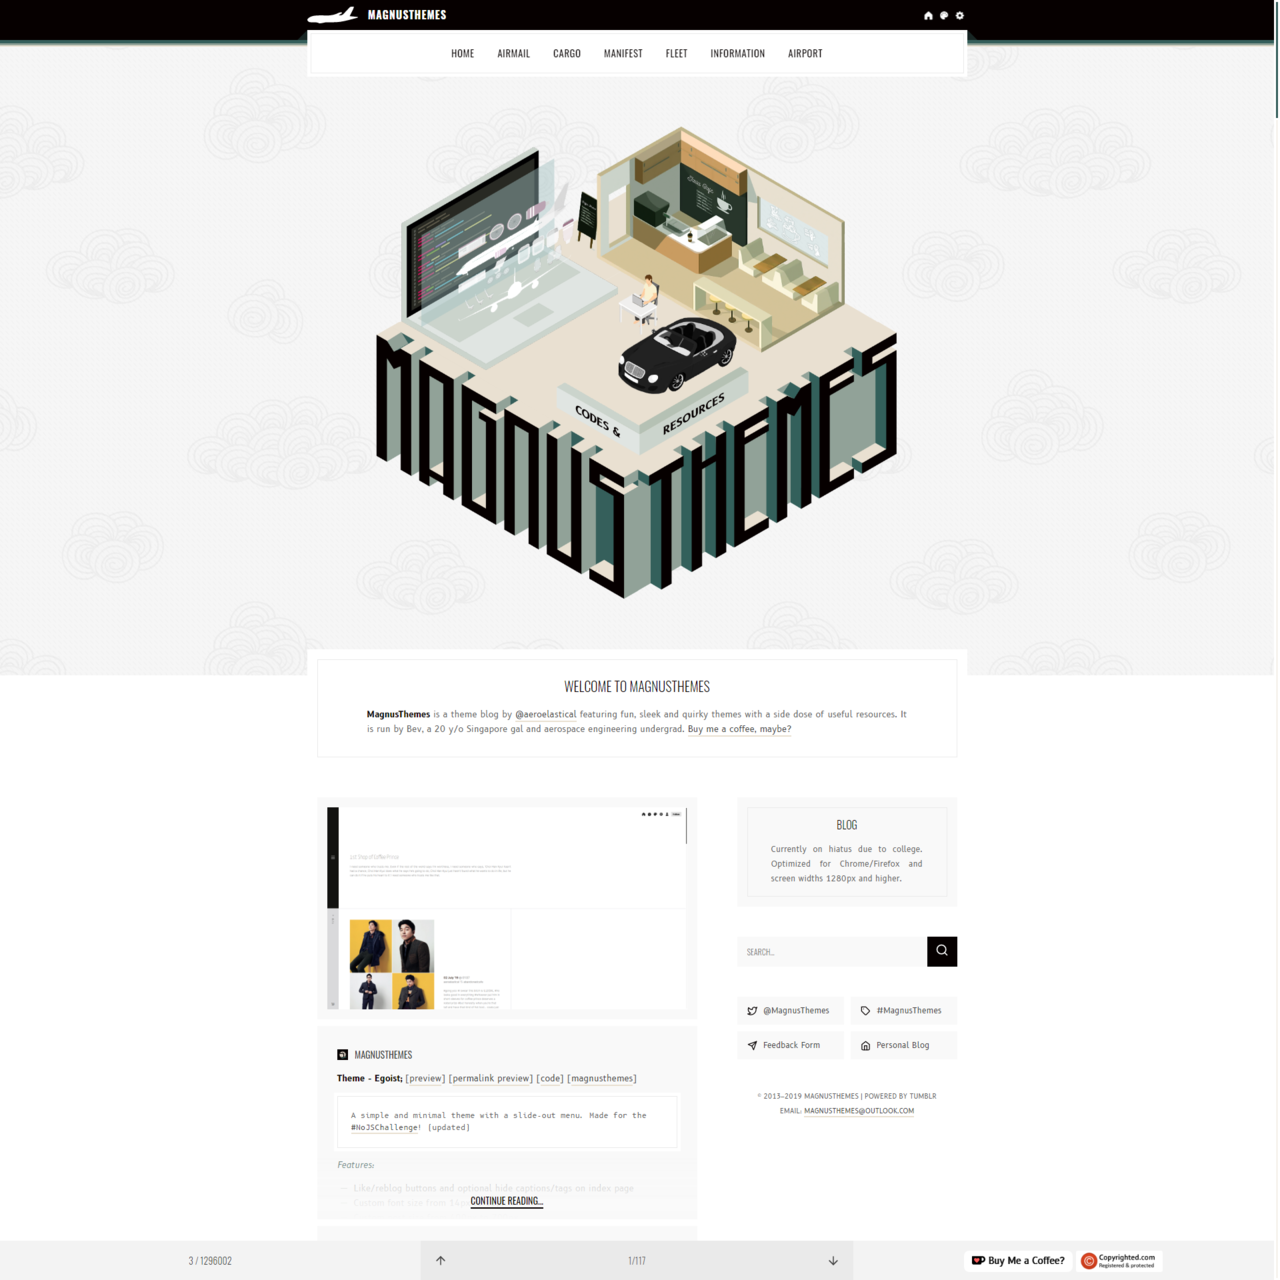 MAGNUSTHEMES
HOME AIRMAIL CARGO MANIFEST FLEET INFORMATION AIRPORT
CODES & RESOURCES
MAGNUSTHEMES
WELCOME TO MAGNUSTHEMES
MagnusThemes is a theme blog by @aeroelastical featuring fun, sleek and quirky themes with a side dose of useful resources. It
is run by Bev, a 20 y/o Singapore gal and aerospace engineering undergrad. Buy me a coffee, maybe?
MAGNUSTHEMES
Theme - Egoist; [preview] [permalink preview] [code] [magnusthemes]
A simple and minimal theme with a slide-out menu. Made for the
#NoJSChallenge! [updated]
Features:
— Like/reblog buttons and optional hide captions/tags on index page
Custom font size from
CONTINUE READING...
BLOG
Currently on hiatus due to college.
Optimized for Chrome/Firefox and
screen widths 1280px and higher.
SEARCH...
@MagnusThemes #MagnusThemes
Feedback Form Personal Blog
© 2013-2019 MAGNUSTHEMES | POWERED BY TUMBLR
EMAIL: MAGNUSTHEMES@OUTLOOK.COM
3 / 1296002
1/117
Buy Me a Coffee?
Copyrighted.com
Registered & protected